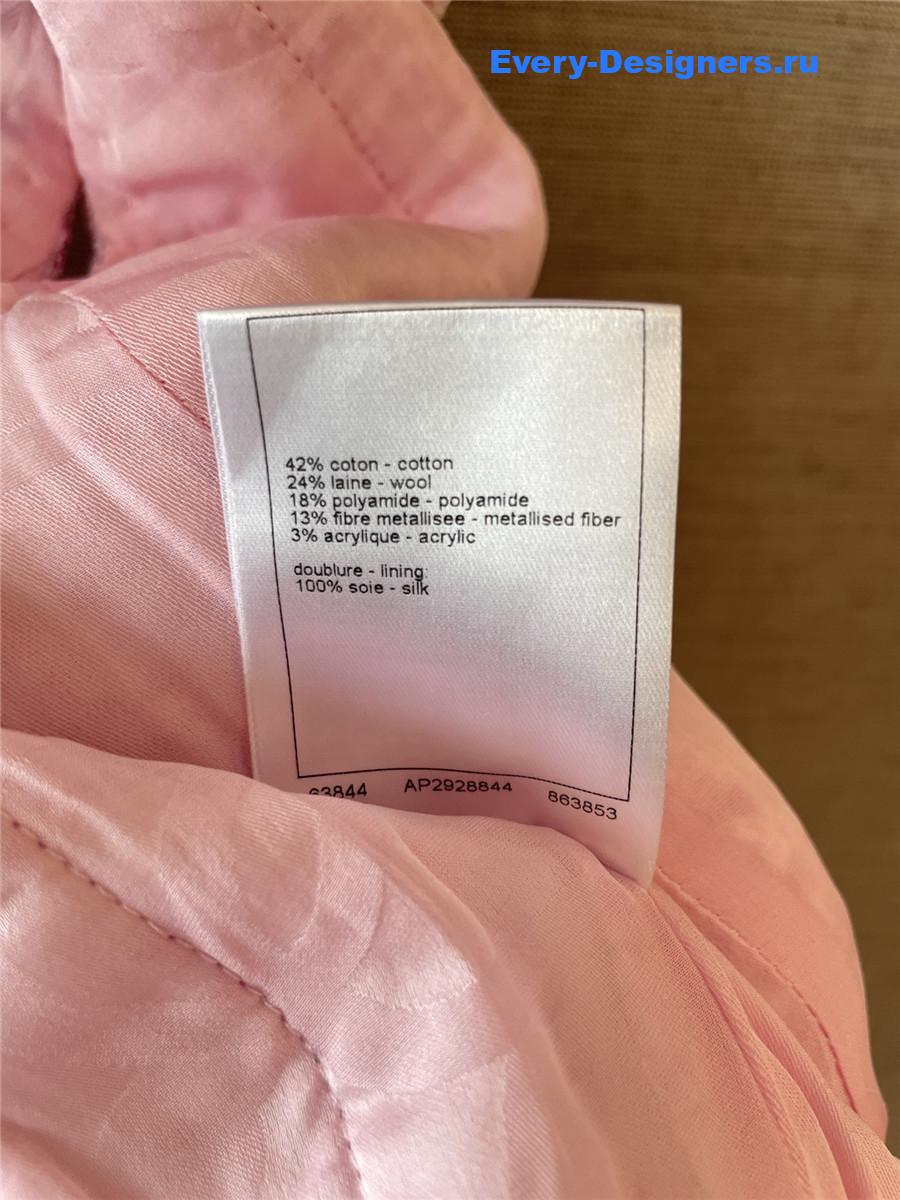 Every-Designers.ru
42% coton - cotton
24% laine - wool
18% polyamide - polyamide
13% fibre metallisee - metallised fiber
3% acrylique - acrylic
doublure - lining:
100% soie - silk
63844 AP2928844 863853